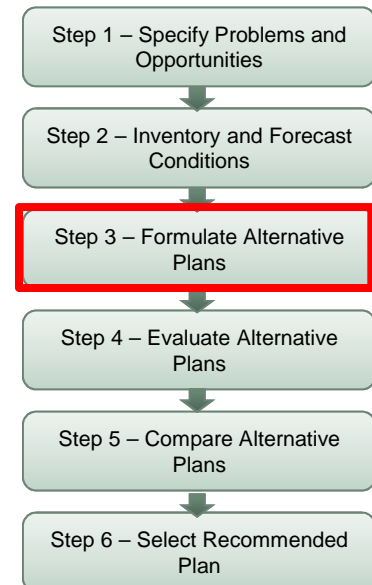 Step 1 – Specify Problems and
Opportunities
Step 2 – Inventory and Forecast
Conditions
Step 3 – Formulate Alternative
Plans
Step 4 – Evaluate Alternative
Plans
Step 5 – Compare Alternative
Plans
Step 6 – Select Recommended
Plan